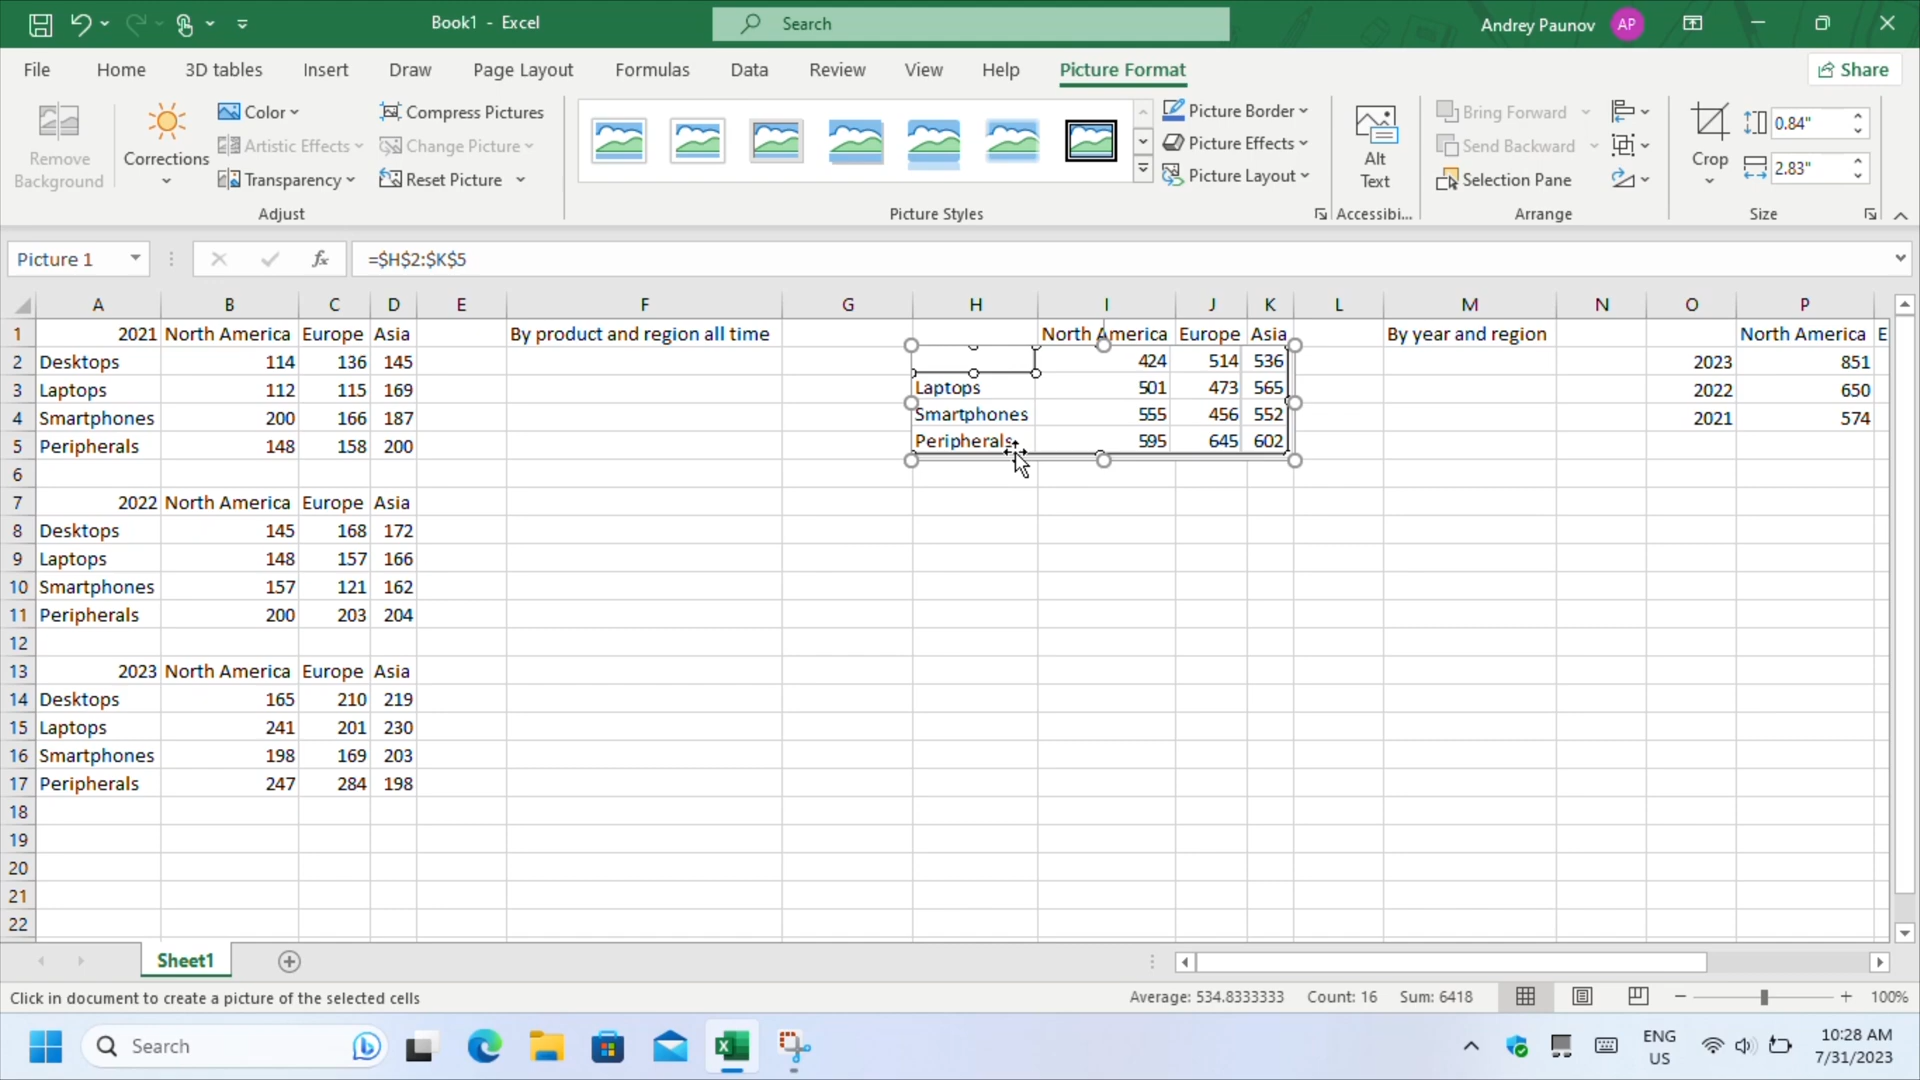 Book1 - Excel
Search
Andrey Paunov
AP
File Home 3D tables Insert Draw Page Layout Formulas Data Review View Help Picture Format
Share
Remove Background
Corrections
Color
Artistic Effects
Transparency
Compress Pictures
Change Picture
Reset Picture
Adjust
Picture Border
Picture Effects
Picture Layout
Picture Styles
Alt Text
Accessibi...
Bring Forward
Send Backward
Selection Pane
Arrange
Crop
0.84"
2.83"
Size
Picture 1
fx
=$H$2:$K$5
A B C D E F G H I J K L M N O P
1 2021 North America Europe Asia By product and region all time North America Europe Asia By year and region North America E
2 Desktops 114 136 145 424 514 536 2023 851
3 Laptops 112 115 169 Laptops 501 473 565 2022 650
4 Smartphones 200 166 187 Smartphones 555 456 552 2021 574
5 Peripherals 148 158 200 Peripherals 595 645 602
6
7 2022 North America Europe Asia
8 Desktops 145 168 172
9 Laptops 148 157 166
10 Smartphones 157 121 162
11 Peripherals 200 203 204
12
13 2023 North America Europe Asia
14 Desktops 165 210 219
15 Laptops 241 201 230
16 Smartphones 198 169 203
17 Peripherals 247 284 198
18
19
20
21
22
Sheet1
Click in document to create a picture of the selected cells
Average: 534.8333333 Count: 16 Sum: 6418
100%
Search
ENG
US
10:28 AM
7/31/2023